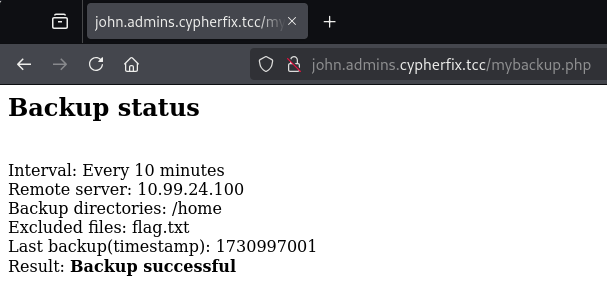 john.admins.cypherfix.tcc/my
john.admins.cypherfix.tcc/mybackup.php
Backup status
Interval: Every 10 minutes
Remote server: 10.99.24.100
Backup directories: /home
Excluded files: flag.txt
Last backup(timestamp): 1730997001
Result: Backup successful